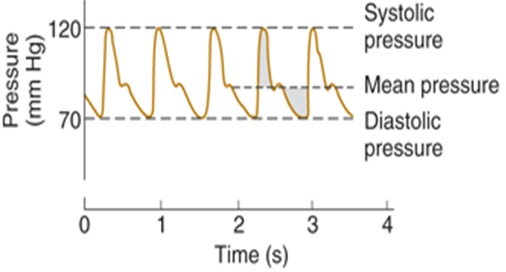 Pressure
(mm Hg)
120
70
Systolic
pressure
Mean pressure
Diastolic
pressure
0 1 2 3 4
Time (s)